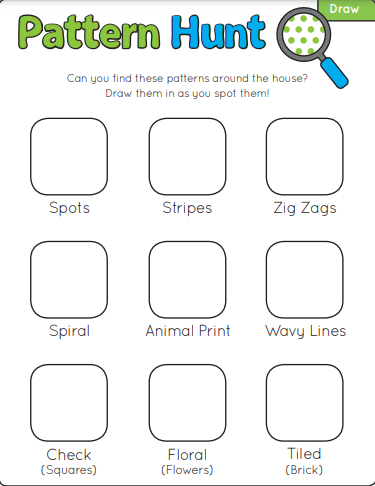 Draw
Pattern Hunt
Can you find these patterns around the house?
Draw them in as you spot them!
Spots Stripes Zig Zags
Spiral Animal Print Wavy Lines
Check Floral Tiled
(Squares) (Flowers) (Brick)